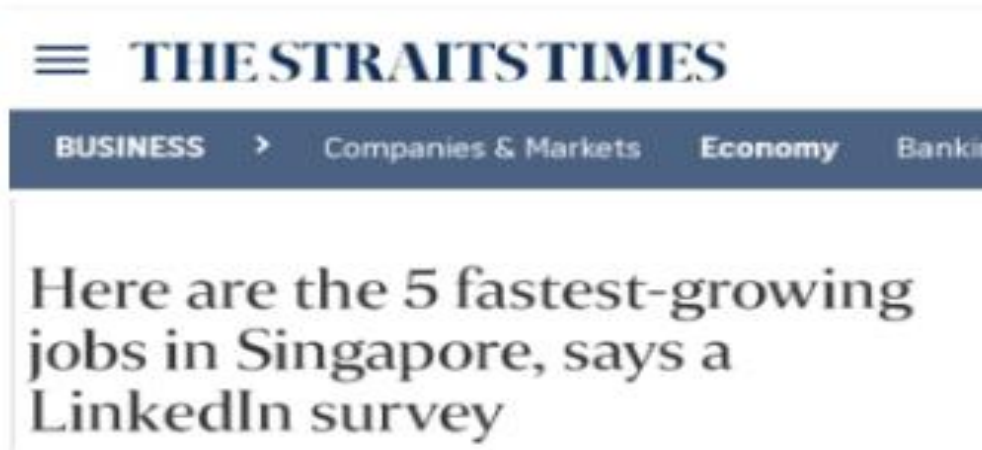 THE STRAITS TIMES
BUSINESS > Companies & Markets Economy
Here are the 5 fastest-growing
jobs in Singapore, says a
LinkedIn survey